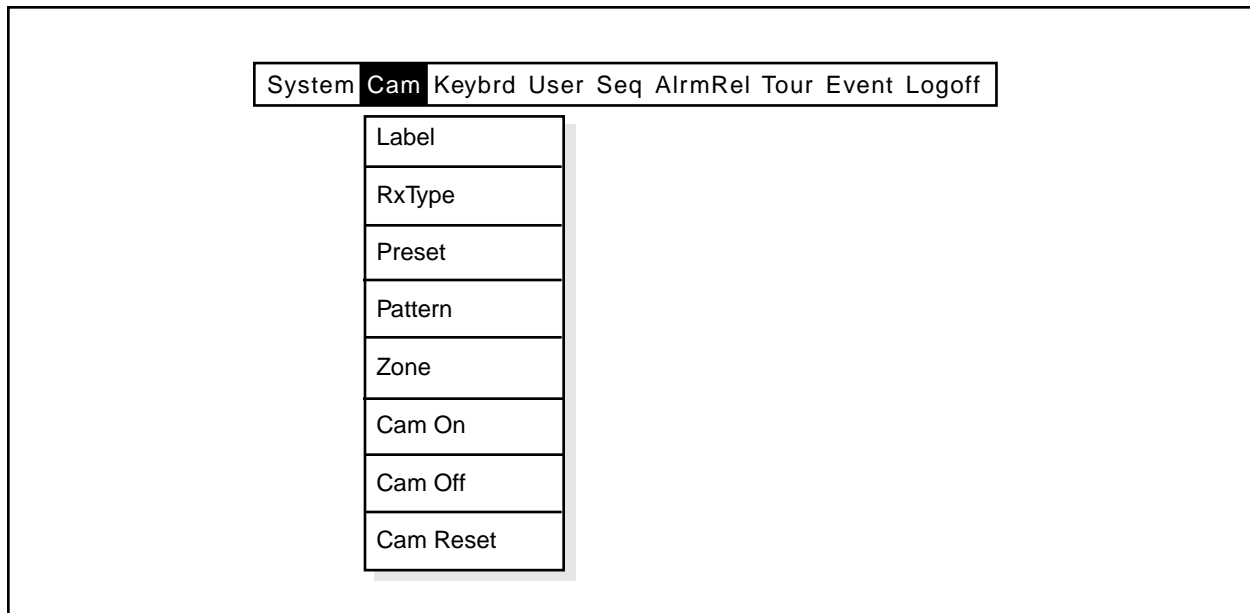 System Cam Keybrd User Seq AlrmRel Tour Event Logoff
Label
RxType
Preset
Pattern
Zone
Cam On
Cam Off
Cam Reset